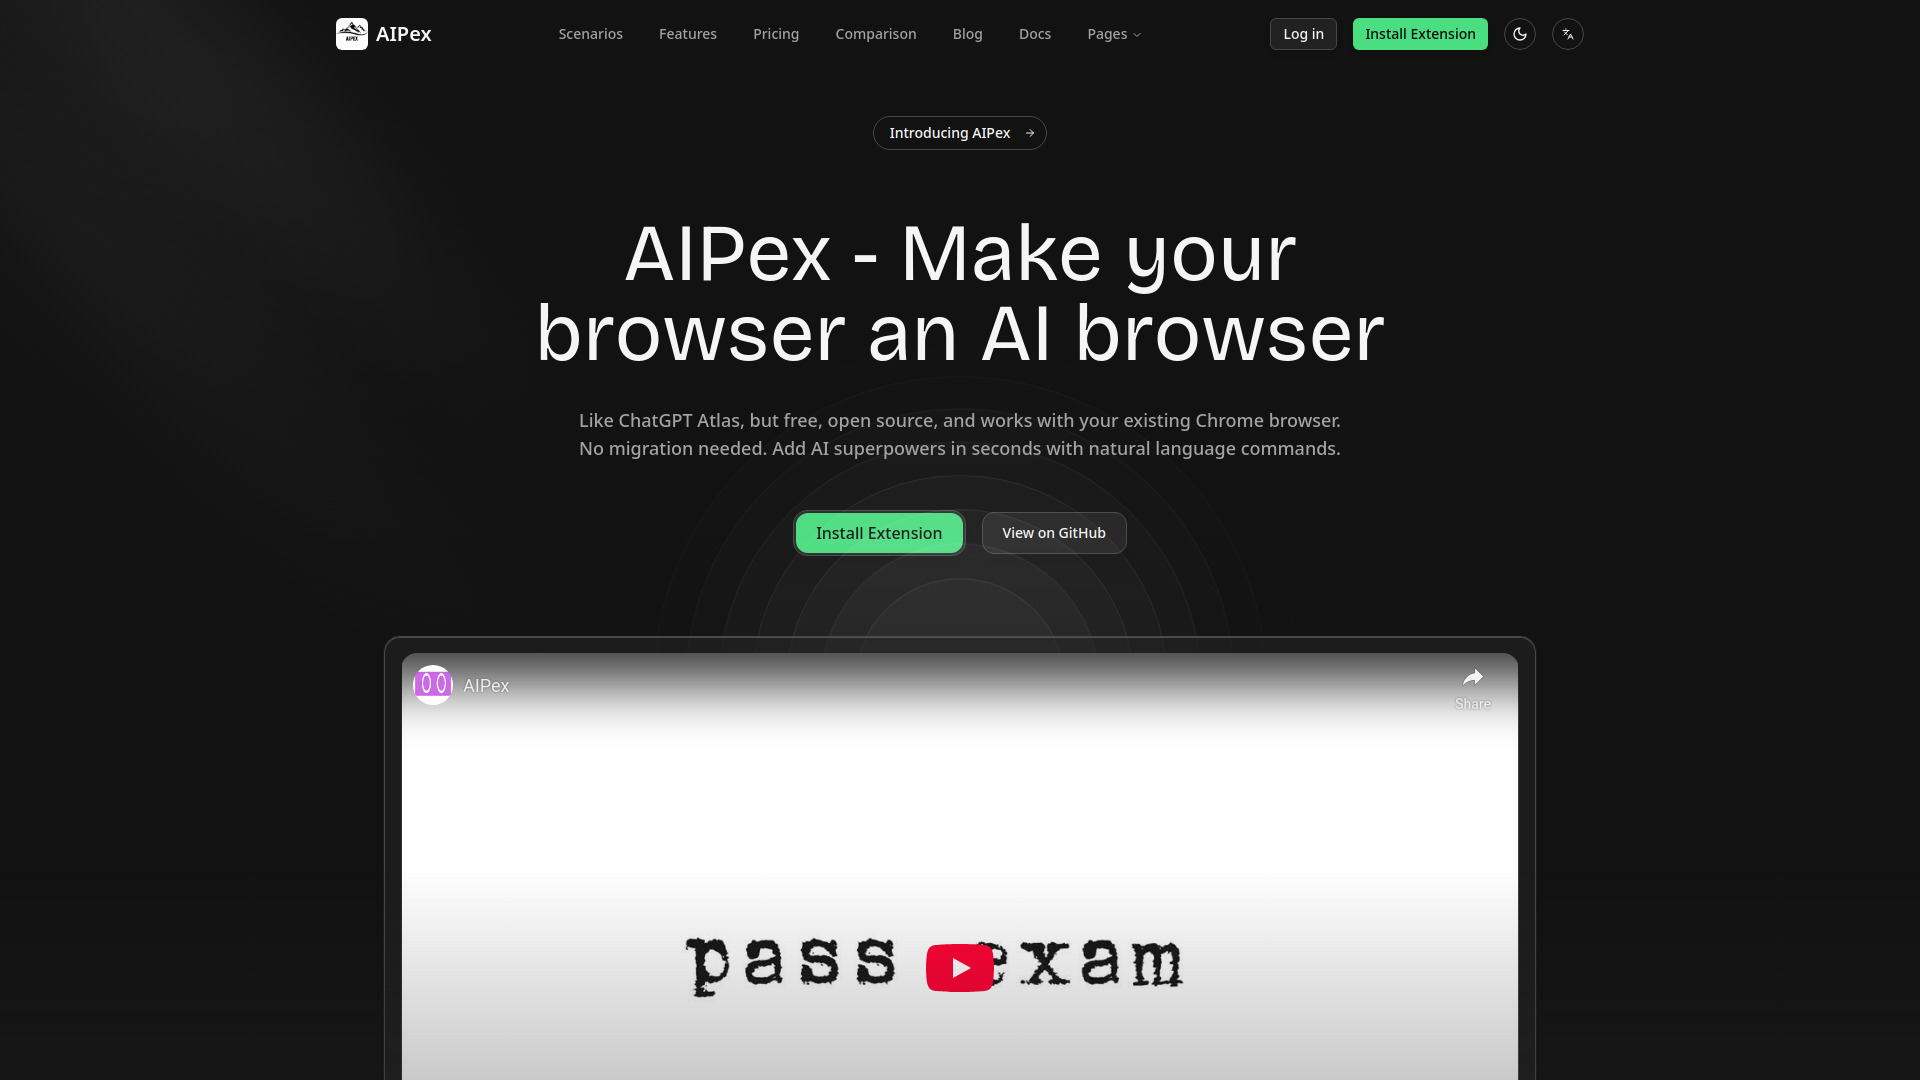 AIPEX
AIPex
Scenarios
Features
Pricing
Comparison
Blog
Docs
Pages
Log in
Install Extension
Introducing AIPex
AIPex - Make your
browser an AI browser
Like ChatGPT Atlas, but free, open source, and works with your existing Chrome browser.
No migration needed. Add AI superpowers in seconds with natural language commands.
Install Extension
View on GitHub
AIPex
Share
pass exam